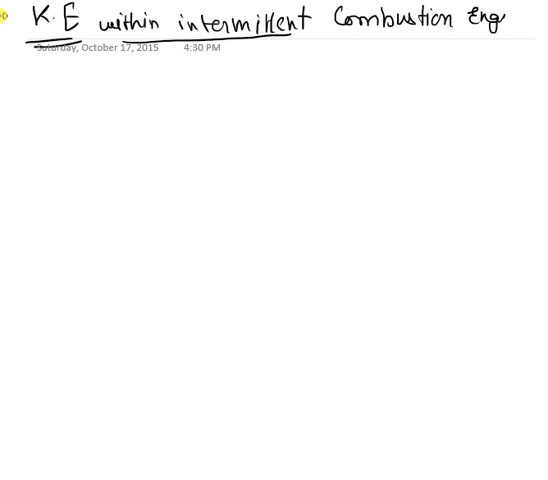 K.E within intermittent Combustion Eng
Saturday, October 17, 2015 4:30 PM